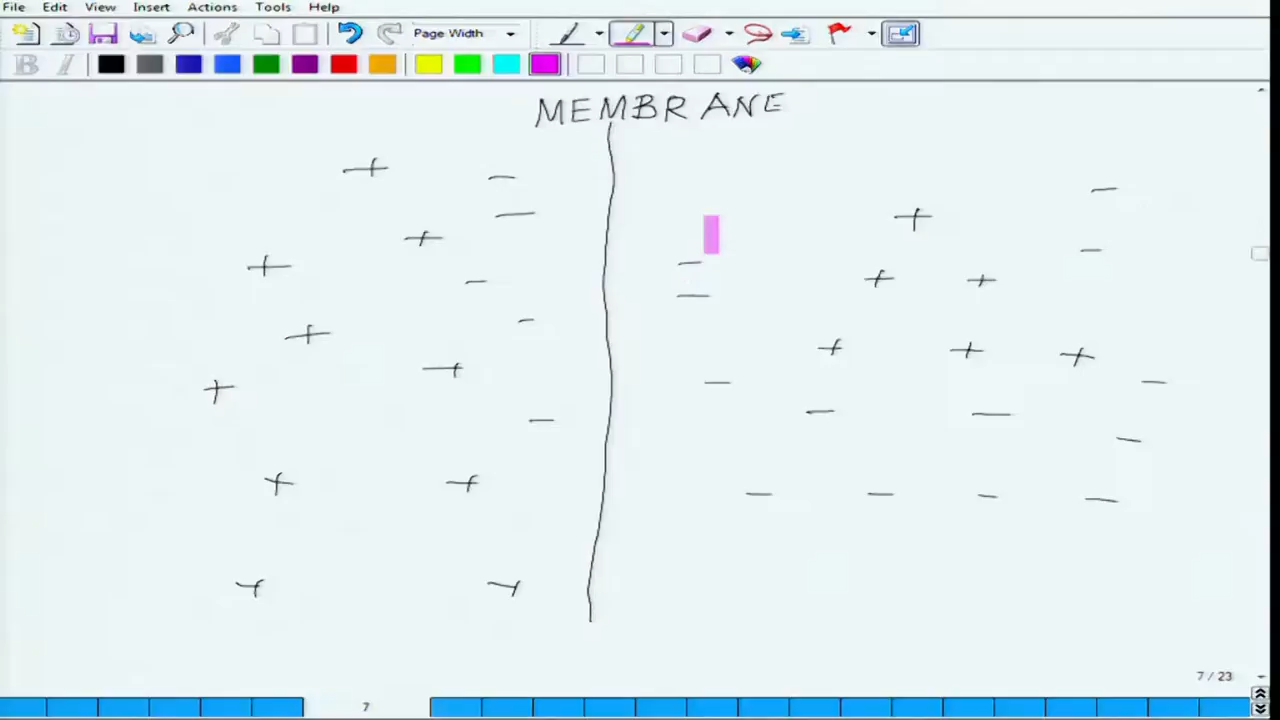 File Edit View Insert Actions Tools Help
Page Width
B I
MEMBRANE
+ −
−
+ −
+
+ +
+ −
−
− + +
−
+ −
+ + + +
+ − −
+ − −
− −
+ + − − − −
+ +
7 / 23
7